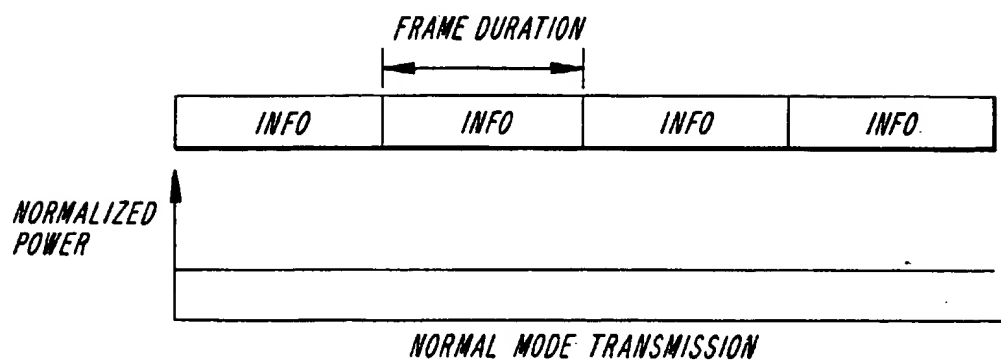 FRAME DURATION
INFO INFO INFO INFO
NORMALIZED
POWER
NORMAL MODE TRANSMISSION